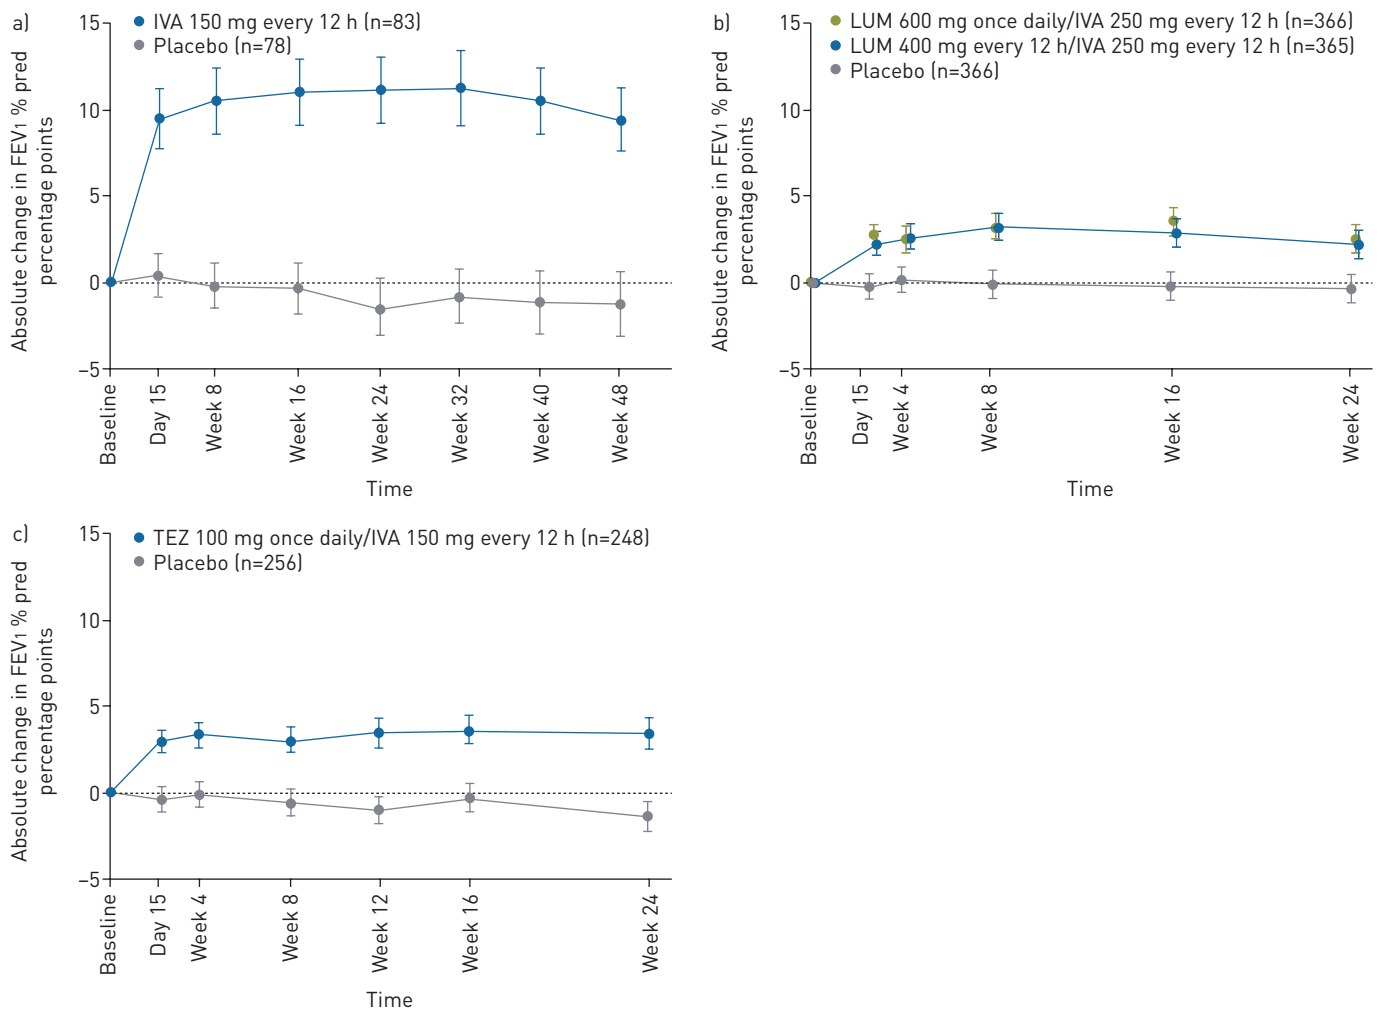 a)
IVA 150 mg every 12 h (n=83)
Placebo (n=78)
Absolute change in FEV1 % pred
percentage points
15
10
5
0
–5
Baseline
Day 15
Week 8
Week 16
Week 24
Week 32
Week 40
Week 48
Time
b)
LUM 600 mg once daily/IVA 250 mg every 12 h (n=366)
LUM 400 mg every 12 h/IVA 250 mg every 12 h (n=365)
Placebo (n=366)
Absolute change in FEV1 % pred
percentage points
15
10
5
0
–5
Baseline
Day 15
Week 4
Week 8
Week 16
Week 24
Time
c)
TEZ 100 mg once daily/IVA 150 mg every 12 h (n=248)
Placebo (n=256)
Absolute change in FEV1 % pred
percentage points
15
10
5
0
–5
Baseline
Day 15
Week 4
Week 8
Week 12
Week 16
Week 24
Time